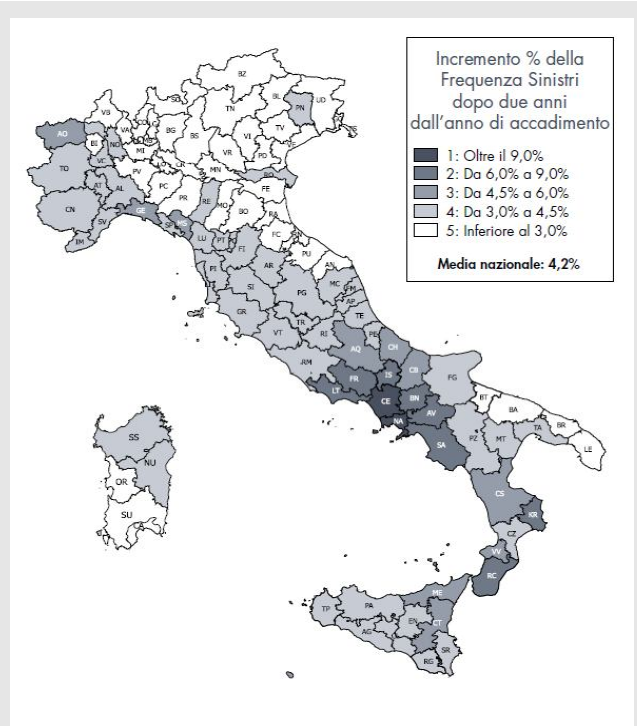 Incremento % della
Frequenza Sinistri
dopo due anni
dall'anno di accadimento
1: Oltre il 9,0%
2: Da 6,0% a 9,0%
3: Da 4,5% a 6,0%
4: Da 3,0% a 4,5%
5: Inferiore al 3,0%
Media nazionale: 4,2%
BZ
VB
SO
TN
BL
PN
UD
AO
BI
NO
VA
BG
BS
VI
TV
VE
TO
VC
MI
VR
PD
PV
MN
RO
AT
AL
PC
PR
RE
MO
FE
CN
SV
GE
SP
MS
BO
RA
IM
LU
PT
FI
FC
PU
AN
PI
AR
SI
PG
MC
AP
GR
TE
VT
TR
RI
PE
RM
AQ
CH
LT
FR
IS
CB
FG
CE
BN
NA
AV
BT
BA
SA
PZ
MT
TA
BR
LE
SS
NU
OR
SU
CA
CS
KR
CZ
VV
RC
ME
TP
PA
EN
CT
AG
SR
RG